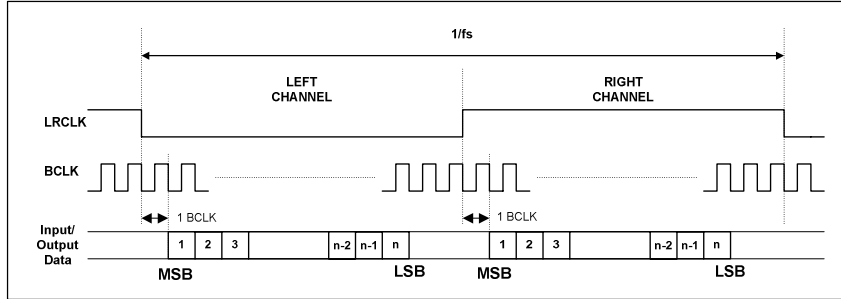 1/fs
LEFT
CHANNEL
RIGHT
CHANNEL
LRCLK
BCLK
1 BCLK
1 BCLK
Input/
Output
Data
1 2 3 n-2 n-1 n 1 2 3 n-2 n-1 n
MSB LSB MSB LSB